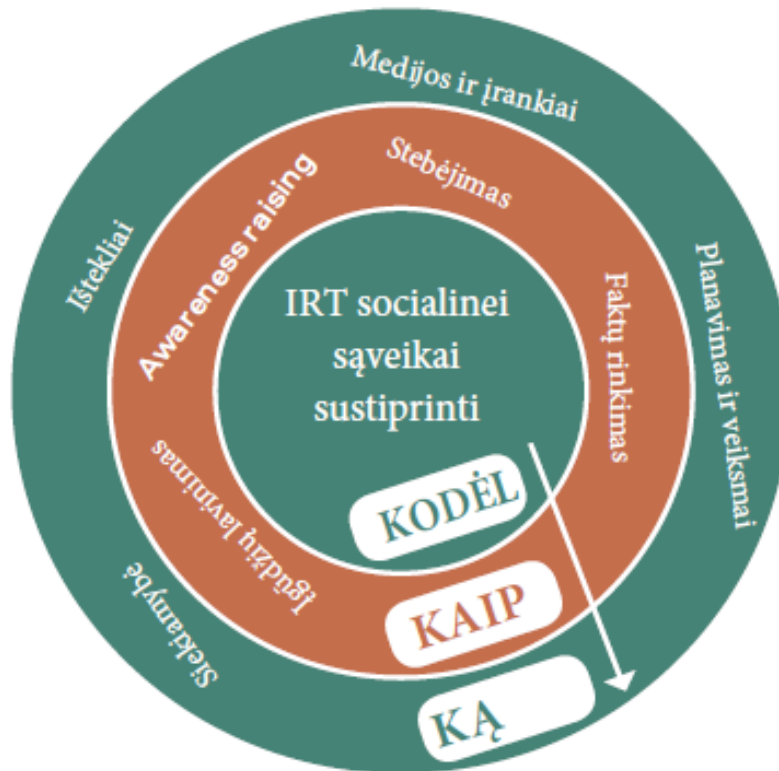 Medijos ir įrankiai
Stebėjimas
Awareness raising
Ištekliai
Planavimas ir veiksmai
Faktų rinkimas
IRT socialinei
sąveikai
sustiprinti
Įgūdžių lavinimas
Siekiamybė
KODĖL
KAIP
KĄ